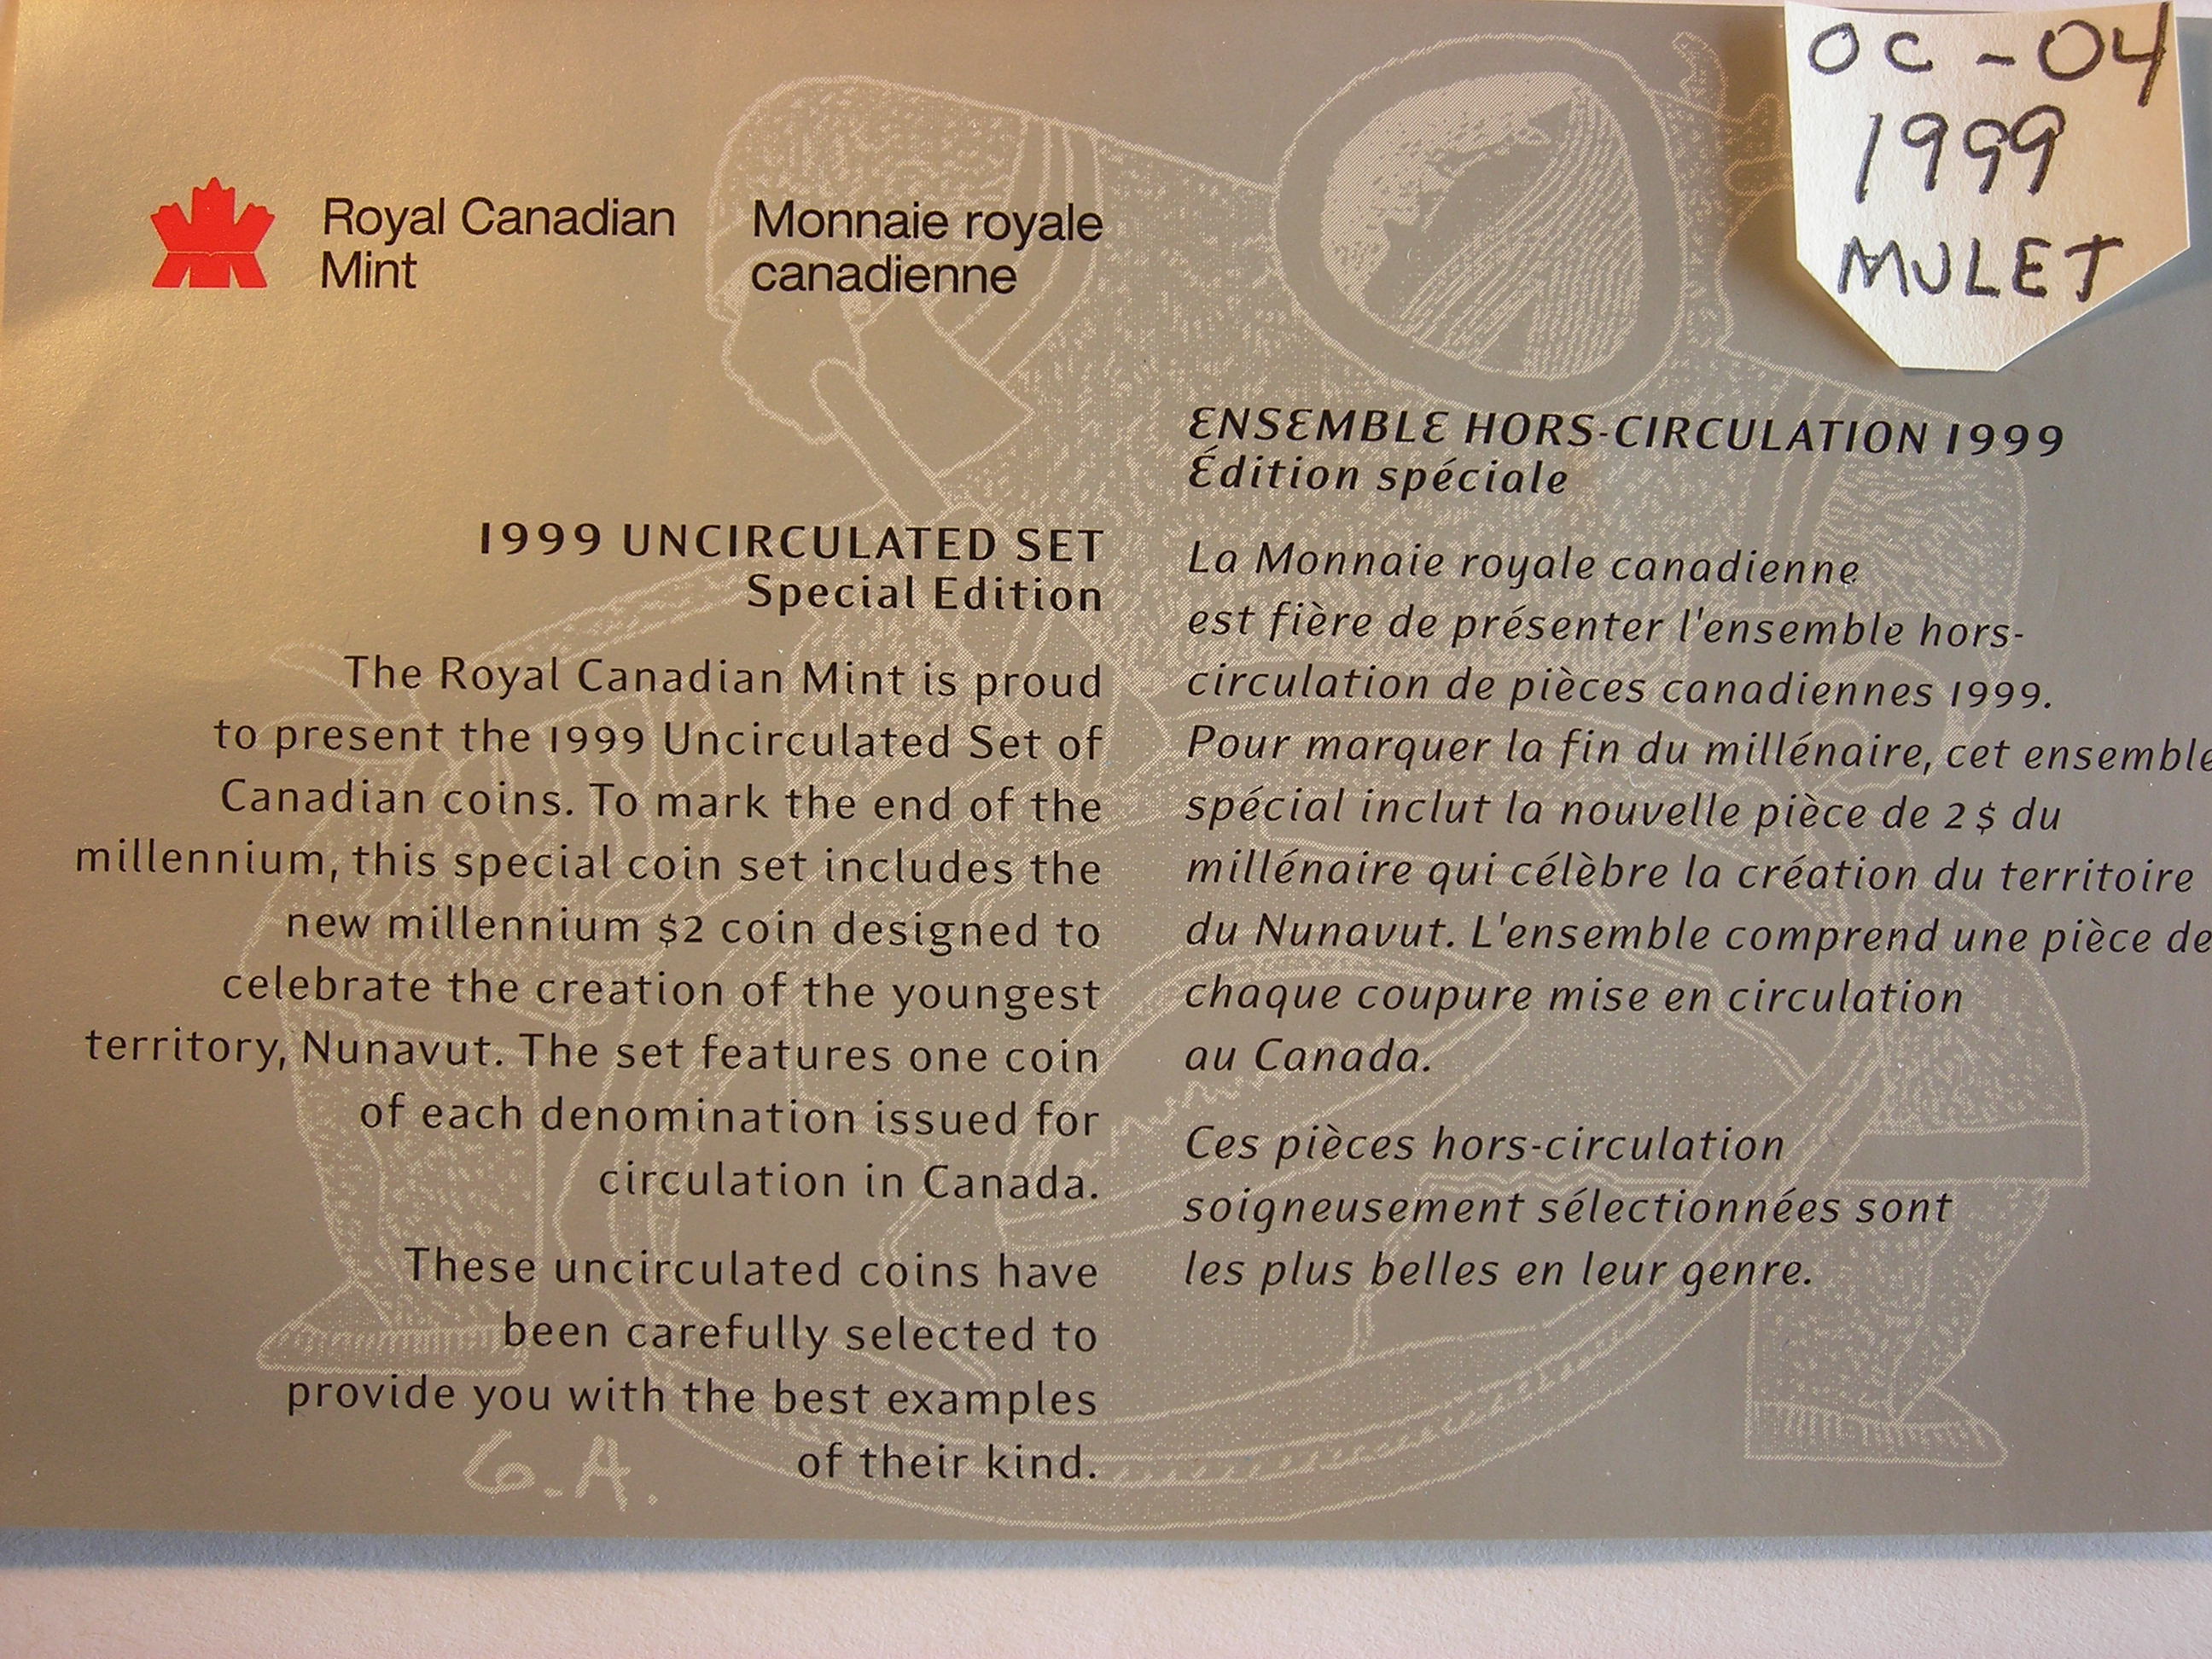 OC-04
1999
MULET
Royal Canadian
Mint
Monnaie royale
canadienne
1999 UNCIRCULATED SET
Special Edition
The Royal Canadian Mint is proud
to present the 1999 Uncirculated Set of
Canadian coins. To mark the end of the
millennium, this special coin set includes the
new millennium $2 coin designed to
celebrate the creation of the youngest
territory, Nunavut. The set features one coin
of each denomination issued for
circulation in Canada.
These uncirculated coins have
been carefully selected to
provide you with the best examples
of their kind.
G.A.
ENSEMBLE HORS-CIRCULATION 1999
Édition spéciale
La Monnaie royale canadienne
est fière de présenter l'ensemble hors-
circulation de pièces canadiennes 1999.
Pour marquer la fin du millénaire, cet ensemble
spécial inclut la nouvelle pièce de 2 $ du
millénaire qui célèbre la création du territoire
du Nunavut. L'ensemble comprend une pièce de
chaque coupure mise en circulation
au Canada.
Ces pièces hors-circulation
soigneusement sélectionnées sont
les plus belles en leur genre.